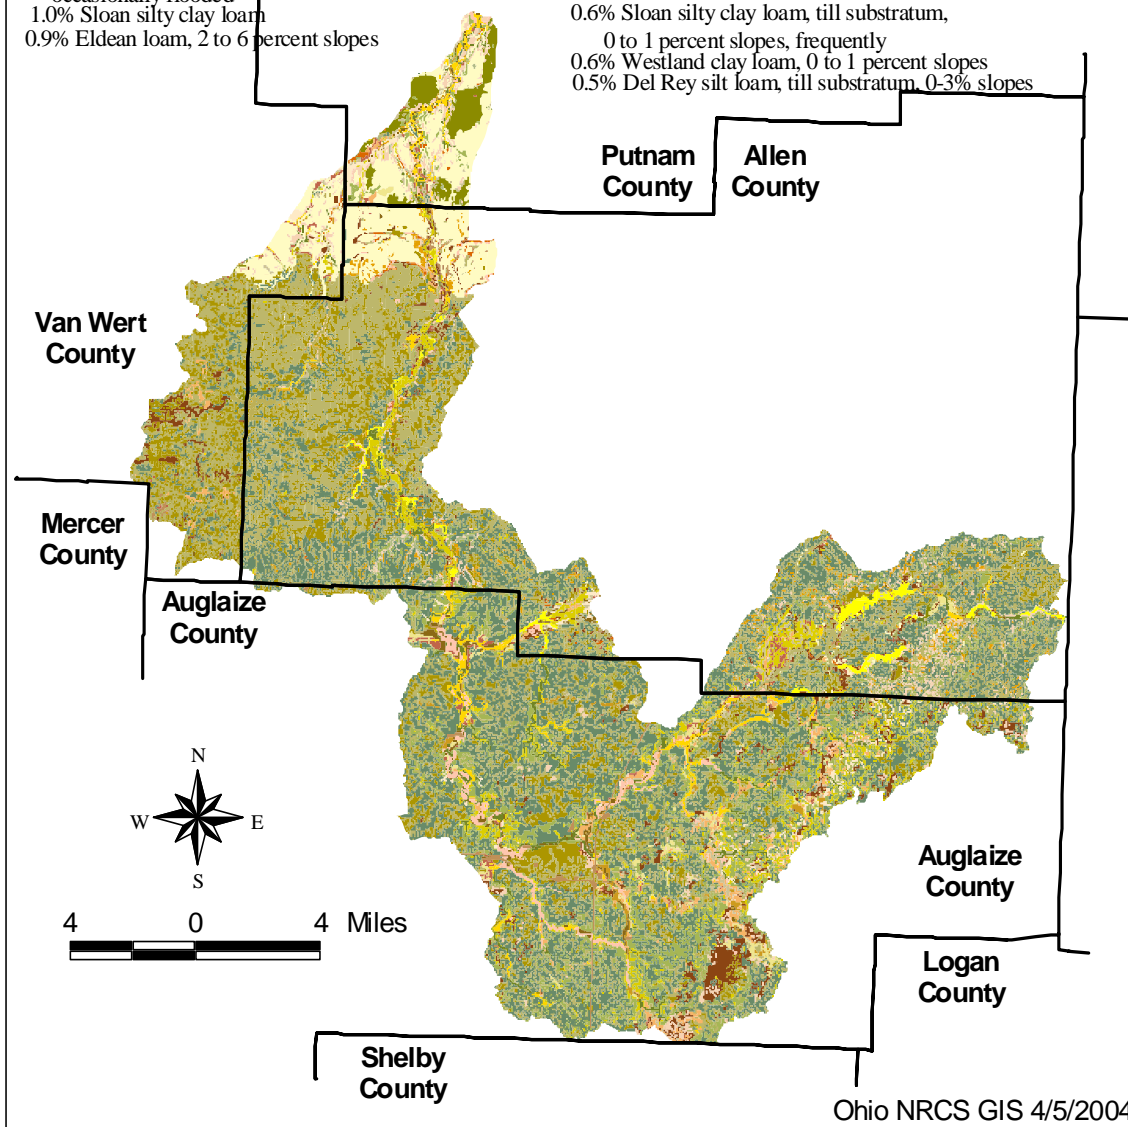 occasionally flooded
1.0% Sloan silty clay loam
0.9% Eldean loam, 2 to 6 percent slopes
0.6% Sloan silty clay loam, till substratum,
0 to 1 percent slopes, frequently
0.6% Westland clay loam, 0 to 1 percent slopes
0.5% Del Rey silt loam, till substratum, 0-3% slopes
Putnam
County
Allen
County
Van Wert
County
Mercer
County
Auglaize
County
N
W
E
S
4 0 4 Miles
Auglaize
County
Logan
County
Shelby
County
Ohio NRCS GIS 4/5/2004